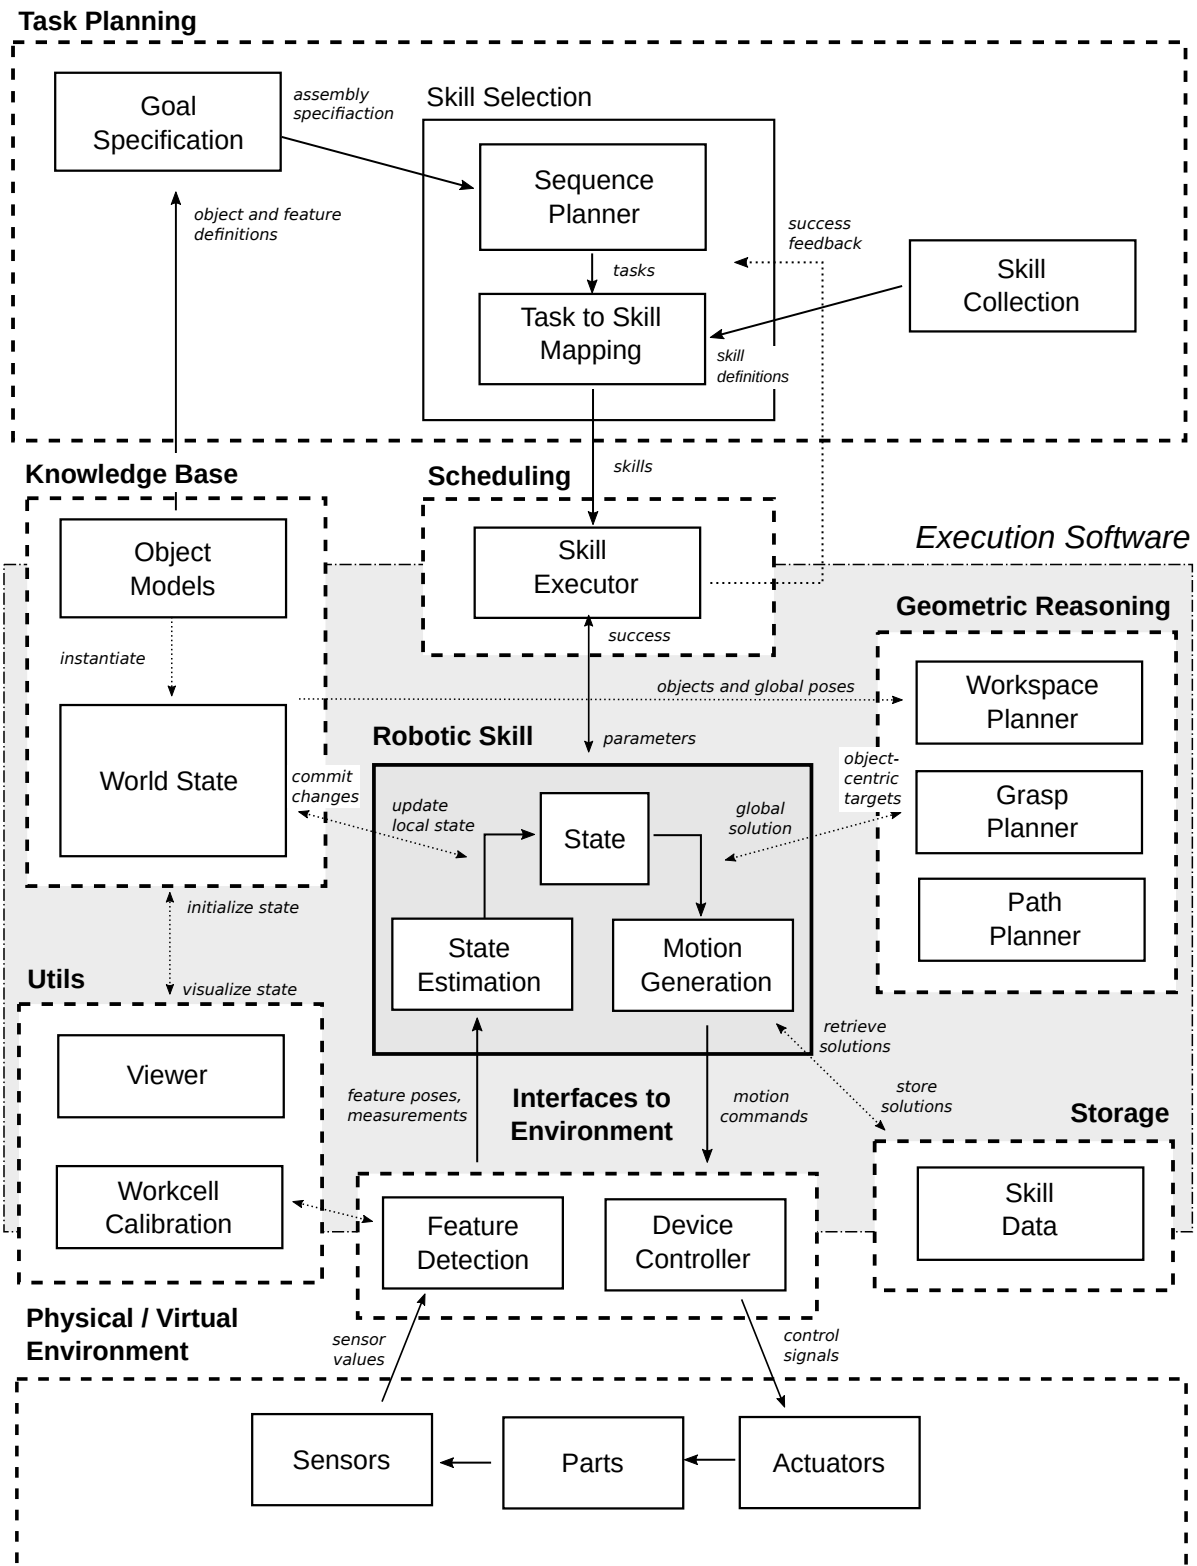 Task Planning
Goal
Specification
assembly
specifiaction
Skill Selection
Sequence
Planner
object and feature
definitions
success
feedback
tasks
Skill
Collection
Task to Skill
Mapping
skill
definitions
Knowledge Base
Scheduling
skills
Execution Software
Object
Models
Skill
Executor
Geometric Reasoning
instantiate
success
objects and global poses
Workspace
Planner
Robotic Skill
parameters
World State
commit
changes
object-
centric
targets
update
local state
State
global
solution
Grasp
Planner
initialize state
State
Estimation
Motion
Generation
Path
Planner
Utils
visualize state
retrieve
solutions
Viewer
feature poses,
measurements
Interfaces to
Environment
motion
commands
store
solutions
Storage
Workcell
Calibration
Feature
Detection
Device
Controller
Skill
Data
Physical / Virtual
Environment
sensor
values
control
signals
Sensors
Parts
Actuators